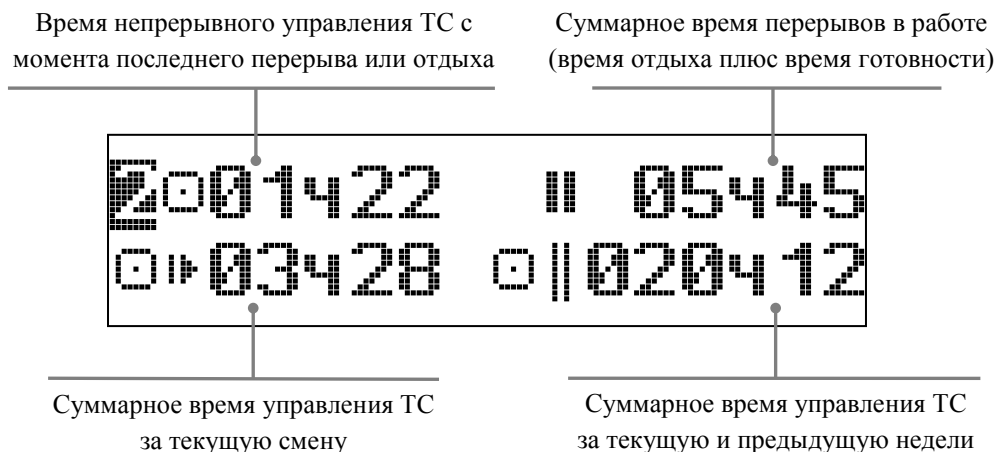 Время непрерывного управления ТС с
момента последнего перерыва или отдыха
Суммарное время перерывов в работе
(время отдыха плюс время готовности)
2 01ч22 05ч45
03ч28 020ч12
Суммарное время управления ТС
за текущую смену
Суммарное время управления ТС
за текущую и предыдущую недели